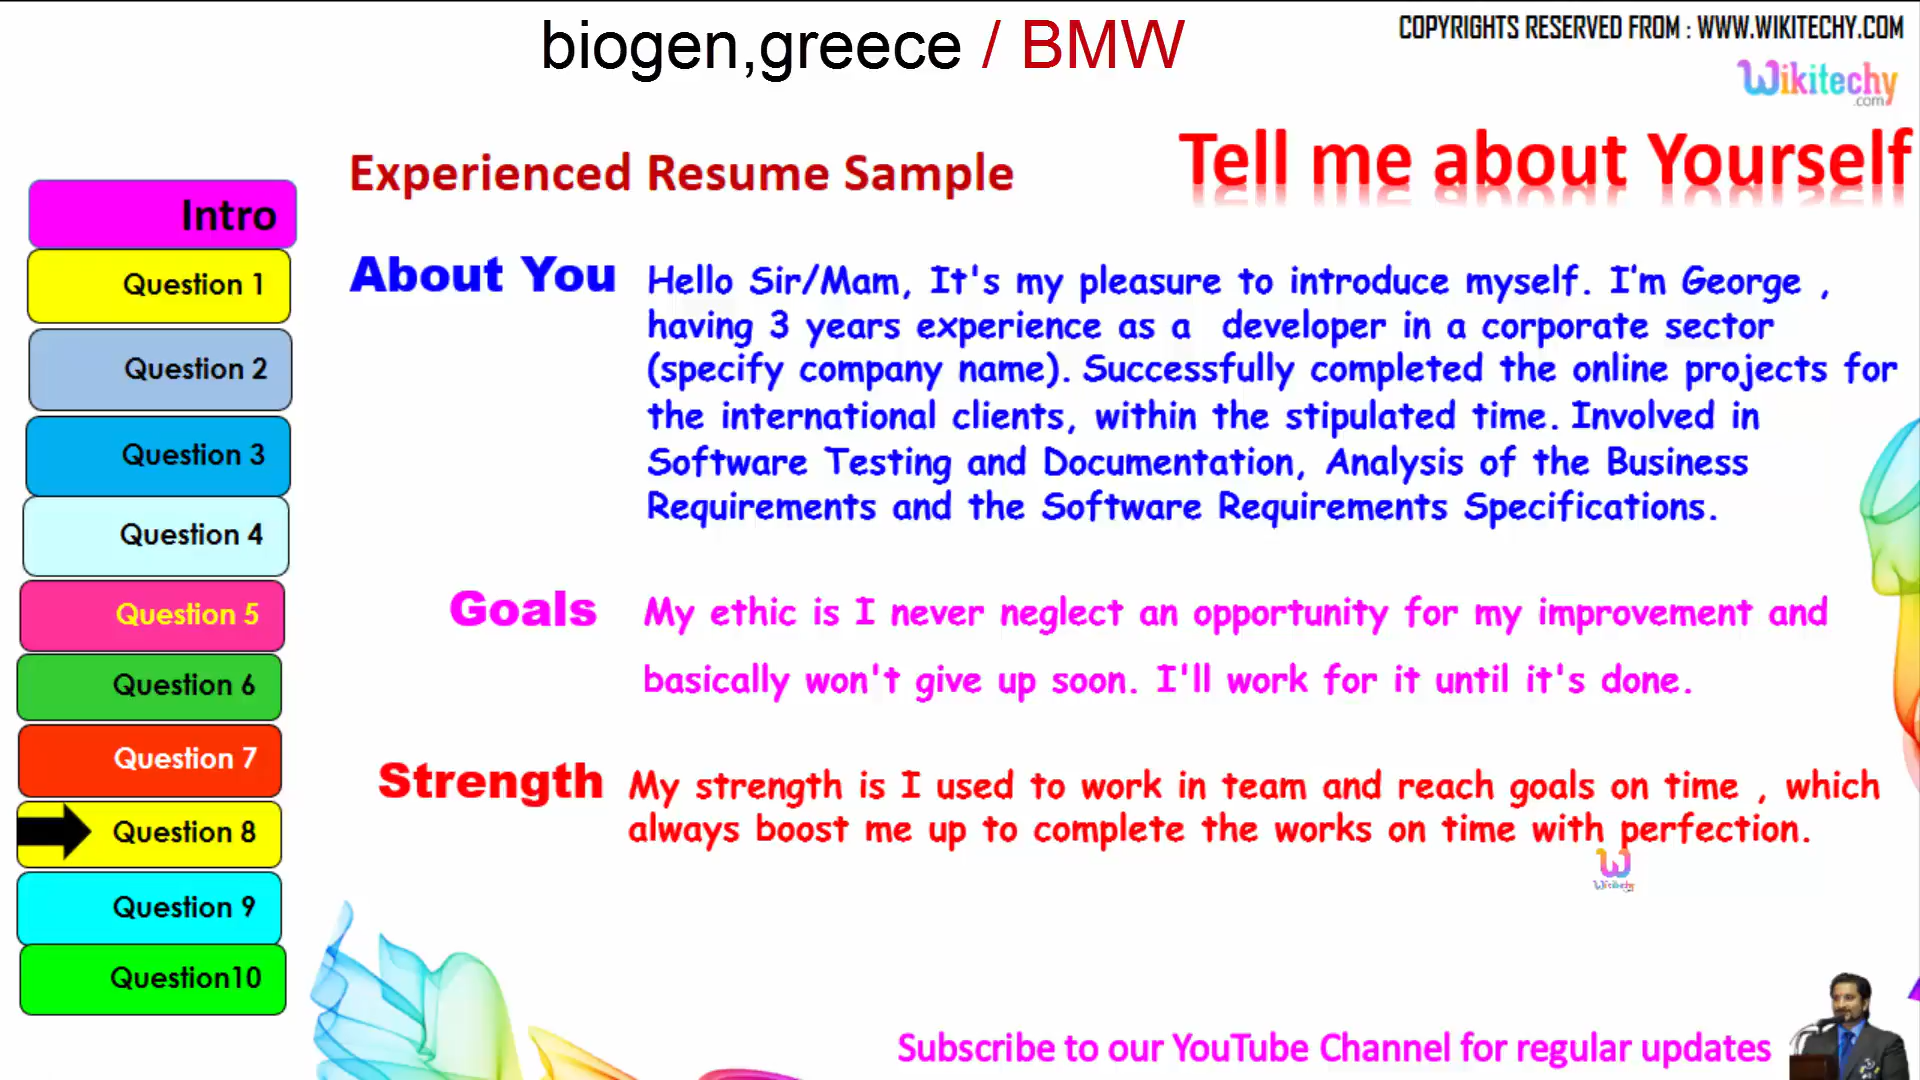 biogen,greece / BMW
COPYRIGHTS RESERVED FROM : WWW.WIKITECHY.COM
Wikitechy
.com
Experienced Resume Sample
Tell me about Yourself
Intro
Question 1
Question 2
Question 3
Question 4
Question 5
Question 6
Question 7
Question 8
Question 9
Question10
About You
Hello Sir/Mam, It's my pleasure to introduce myself. I'm George ,
having 3 years experience as a developer in a corporate sector
(specify company name). Successfully completed the online projects for
the international clients, within the stipulated time. Involved in
Software Testing and Documentation, Analysis of the Business
Requirements and the Software Requirements Specifications.
Goals
My ethic is I never neglect an opportunity for my improvement and
basically won't give up soon. I'll work for it until it's done.
Strength
My strength is I used to work in team and reach goals on time , which
always boost me up to complete the works on time with perfection.
W
Wikitechy
Subscribe to our YouTube Channel for regular updates